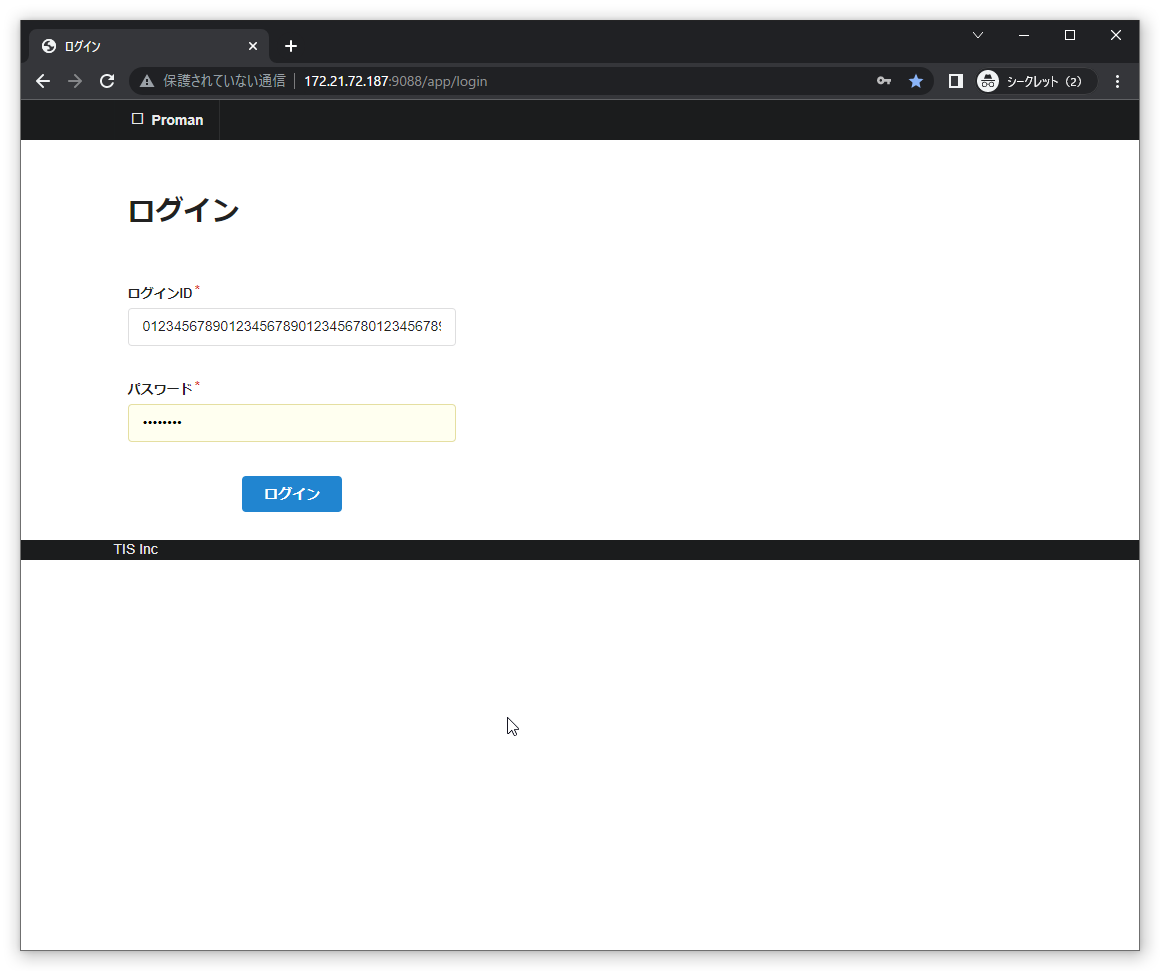 ログイン
保護されていない通信 172.21.72.187:9088/app/login シークレット (2)
Proman
ログイン
ログインID*
012345678901234567890123456780123456789
パスワード*
••••••••
ログイン
TIS Inc